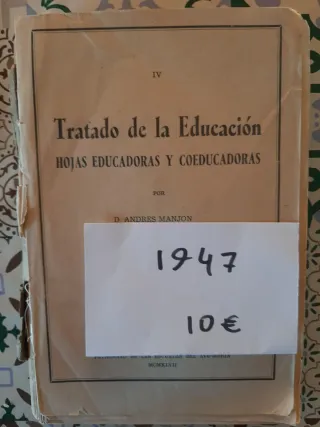 IV
Tratado de la Educación
HOJAS EDUCADORAS Y COEDUCADORAS
POR
D. ANDRES MANJON
1947
10 €